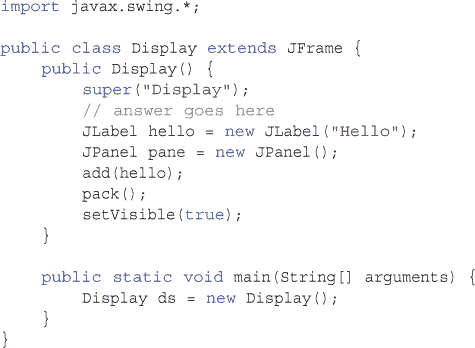 import javax.swing.*;

public class Display extends JFrame {
    public Display() {
        super("Display");
        // answer goes here
        JLabel hello = new JLabel("Hello");
        JPanel pane = new JPanel();
        add(hello);
        pack();
        setVisible(true);
    }

    public static void main(String[] arguments) {
        Display ds = new Display();
    }
}